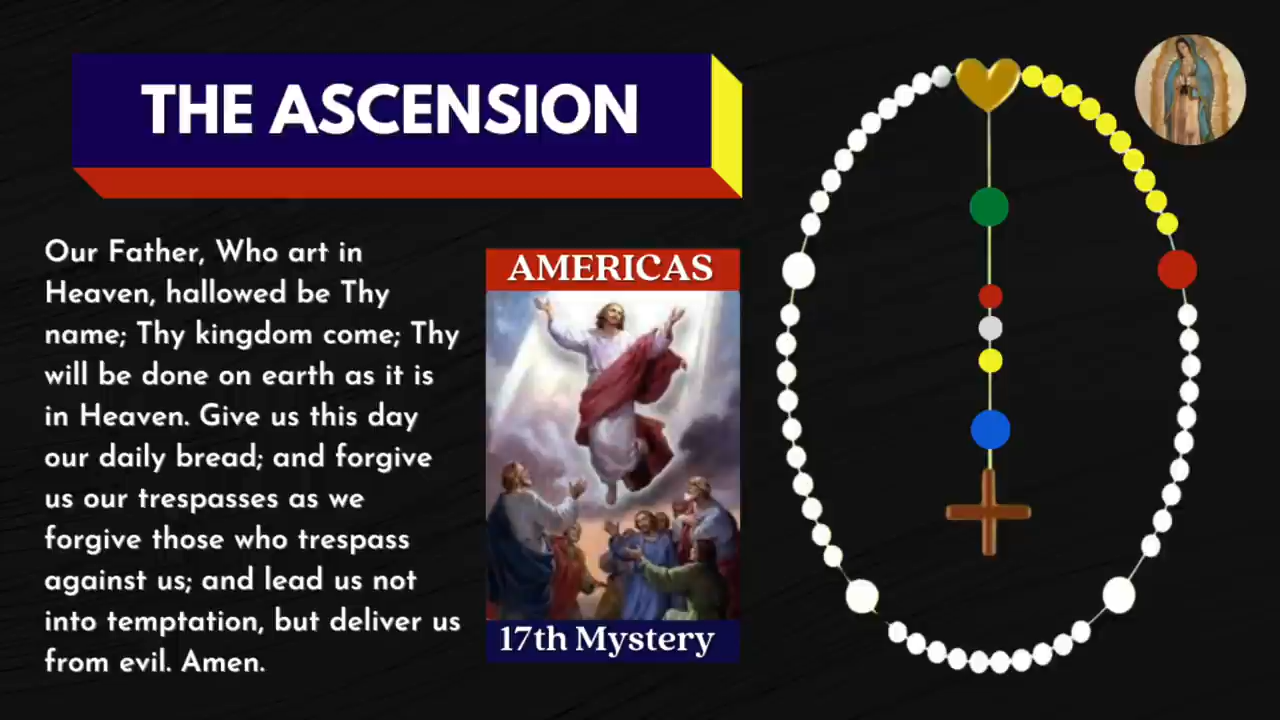 THE ASCENSION
Our Father, Who art in
Heaven, hallowed be Thy
name; Thy kingdom come; Thy
will be done on earth as it is
in Heaven. Give us this day
our daily bread; and forgive
us our trespasses as we
forgive those who trespass
against us; and lead us not
into temptation, but deliver us
from evil. Amen.
AMERICAS
17th Mystery